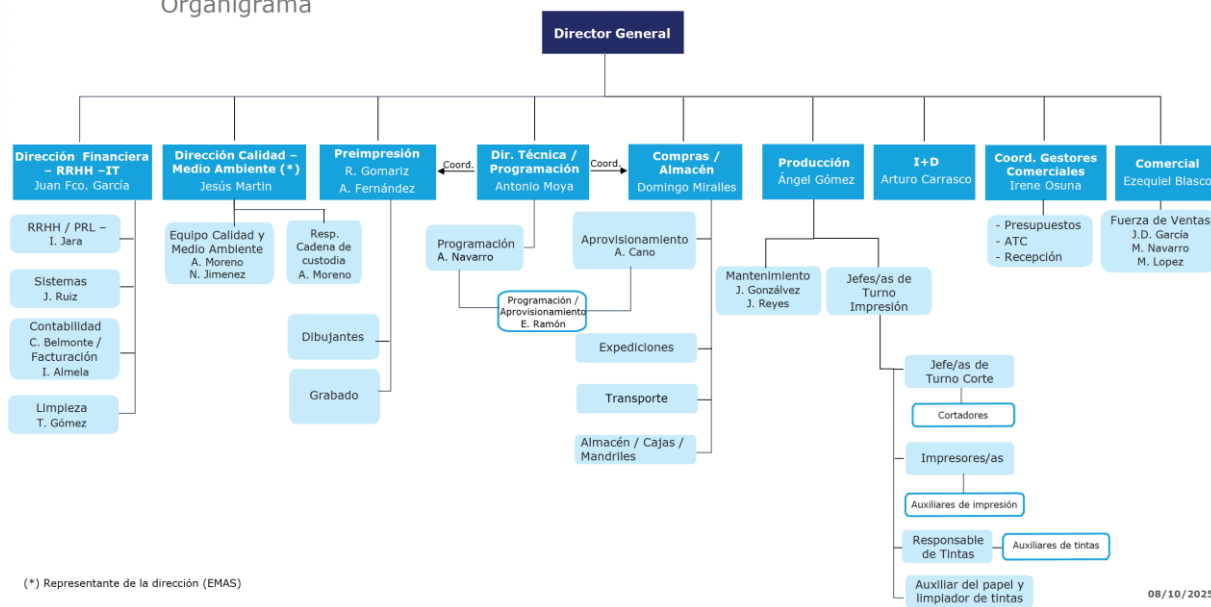 Organigrama
Director General
Dirección Financiera
– RRHH –IT
Juan Fco. García
Dirección Calidad –
Medio Ambiente (*)
Jesús Martin
Preimpresión
R. Gomariz
A. Fernández
Coord.
Dir. Técnica /
Programación
Antonio Moya
Coord.
Compras /
Almacén
Domingo Miralles
Producción
Ángel Gómez
I+D
Arturo Carrasco
Coord. Gestores
Comerciales
Irene Osuna
Comercial
Ezequiel Blasco
RRHH / PRL –
I. Jara
Sistemas
J. Ruiz
Contabilidad
C. Belmonte /
Facturación
I. Almela
Limpieza
T. Gómez
Equipo Calidad y
Medio Ambiente
A. Moreno
N. Jimenez
Resp.
Cadena de
custodia
A. Moreno
Dibujantes
Grabado
Programación
A. Navarro
Programación /
Aprovisionamiento
E. Ramón
Aprovisionamiento
A. Cano
Expediciones
Transporte
Almacén / Cajas /
Mandriles
Mantenimiento
J. Gonzálvez
J. Reyes
Jefes/as de
Turno
Impresión
Jefe/as de
Turno Corte
Cortadores
Impresores/as
Auxiliares de impresión
Responsable
de Tintas
Auxiliares de tintas
Auxiliar del papel y
limpiador de tintas
- Presupuestos
- ATC
- Recepción
Fuerza de Ventas
J.D. García
M. Navarro
M. Lopez
(*) Representante de la dirección (EMAS)
08/10/2025